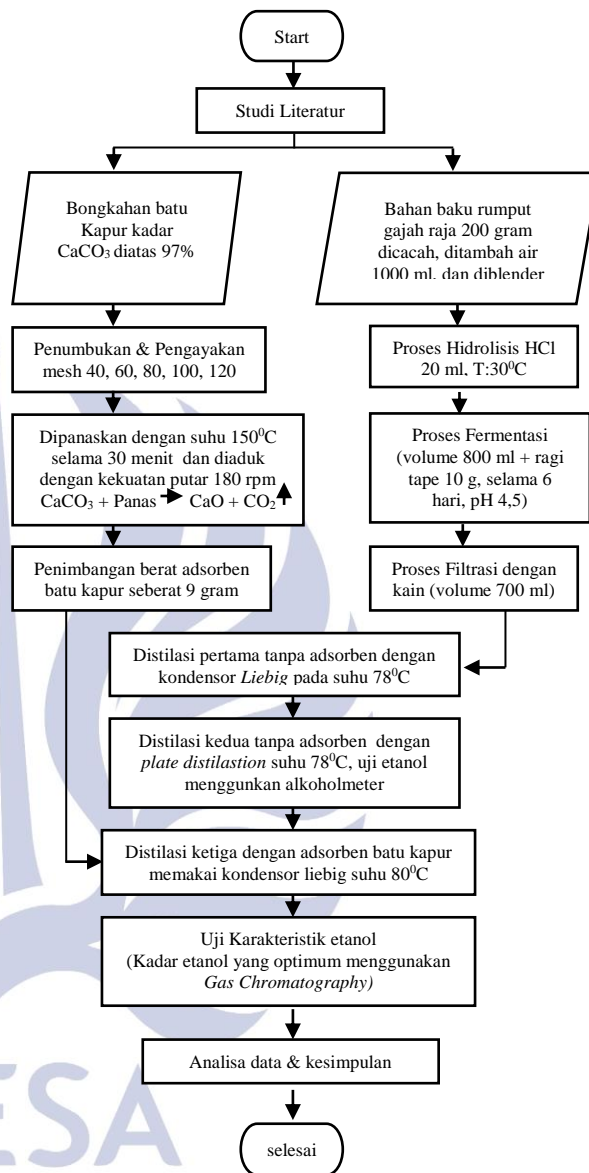 Start
Studi Literatur
Bongkahan batu
Kapur kadar
CaCO₃ diatas 97%
Penumbukan & Pengayakan
mesh 40, 60, 80, 100, 120
Dipanaskan dengan suhu 150⁰C
selama 30 menit dan diaduk
dengan kekuatan putar 180 rpm
CaCO₃ + Panas → CaO + CO₂ ↑
Penimbangan berat adsorben
batu kapur seberat 9 gram
Bahan baku rumput
gajah raja 200 gram
dicacah, ditambah air
1000 ml, dan diblender
Proses Hidrolisis HCl
20 ml, T:30⁰C
Proses Fermentasi
(volume 800 ml + ragi
tape 10 g, selama 6
hari, pH 4,5)
Proses Filtrasi dengan
kain (volume 700 ml)
Distilasi pertama tanpa adsorben dengan
kondensor Liebig pada suhu 78⁰C
Distilasi kedua tanpa adsorben dengan
plate distilastion suhu 78⁰C, uji etanol
menggunkan alkoholmeter
Distilasi ketiga dengan adsorben batu kapur
memakai kondensor liebig suhu 80⁰C
Uji Karakteristik etanol
(Kadar etanol yang optimum menggunakan
Gas Chromatography)
Analisa data & kesimpulan
selesai
ESA